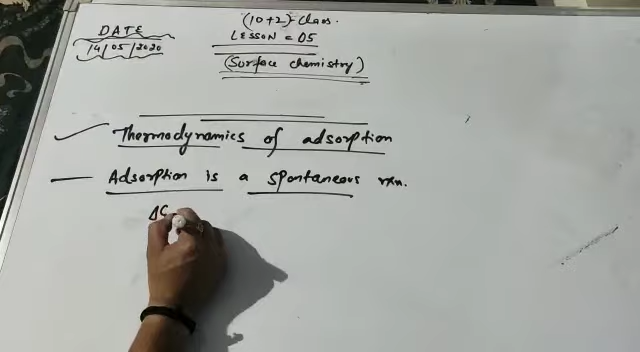 DATE
14/05/2020
(10+2)-Class.
LESSON = 05
(Surface chemistry)
Thermodynamics of adsorption
Adsorption is a spontaneous rxn.
ΔG